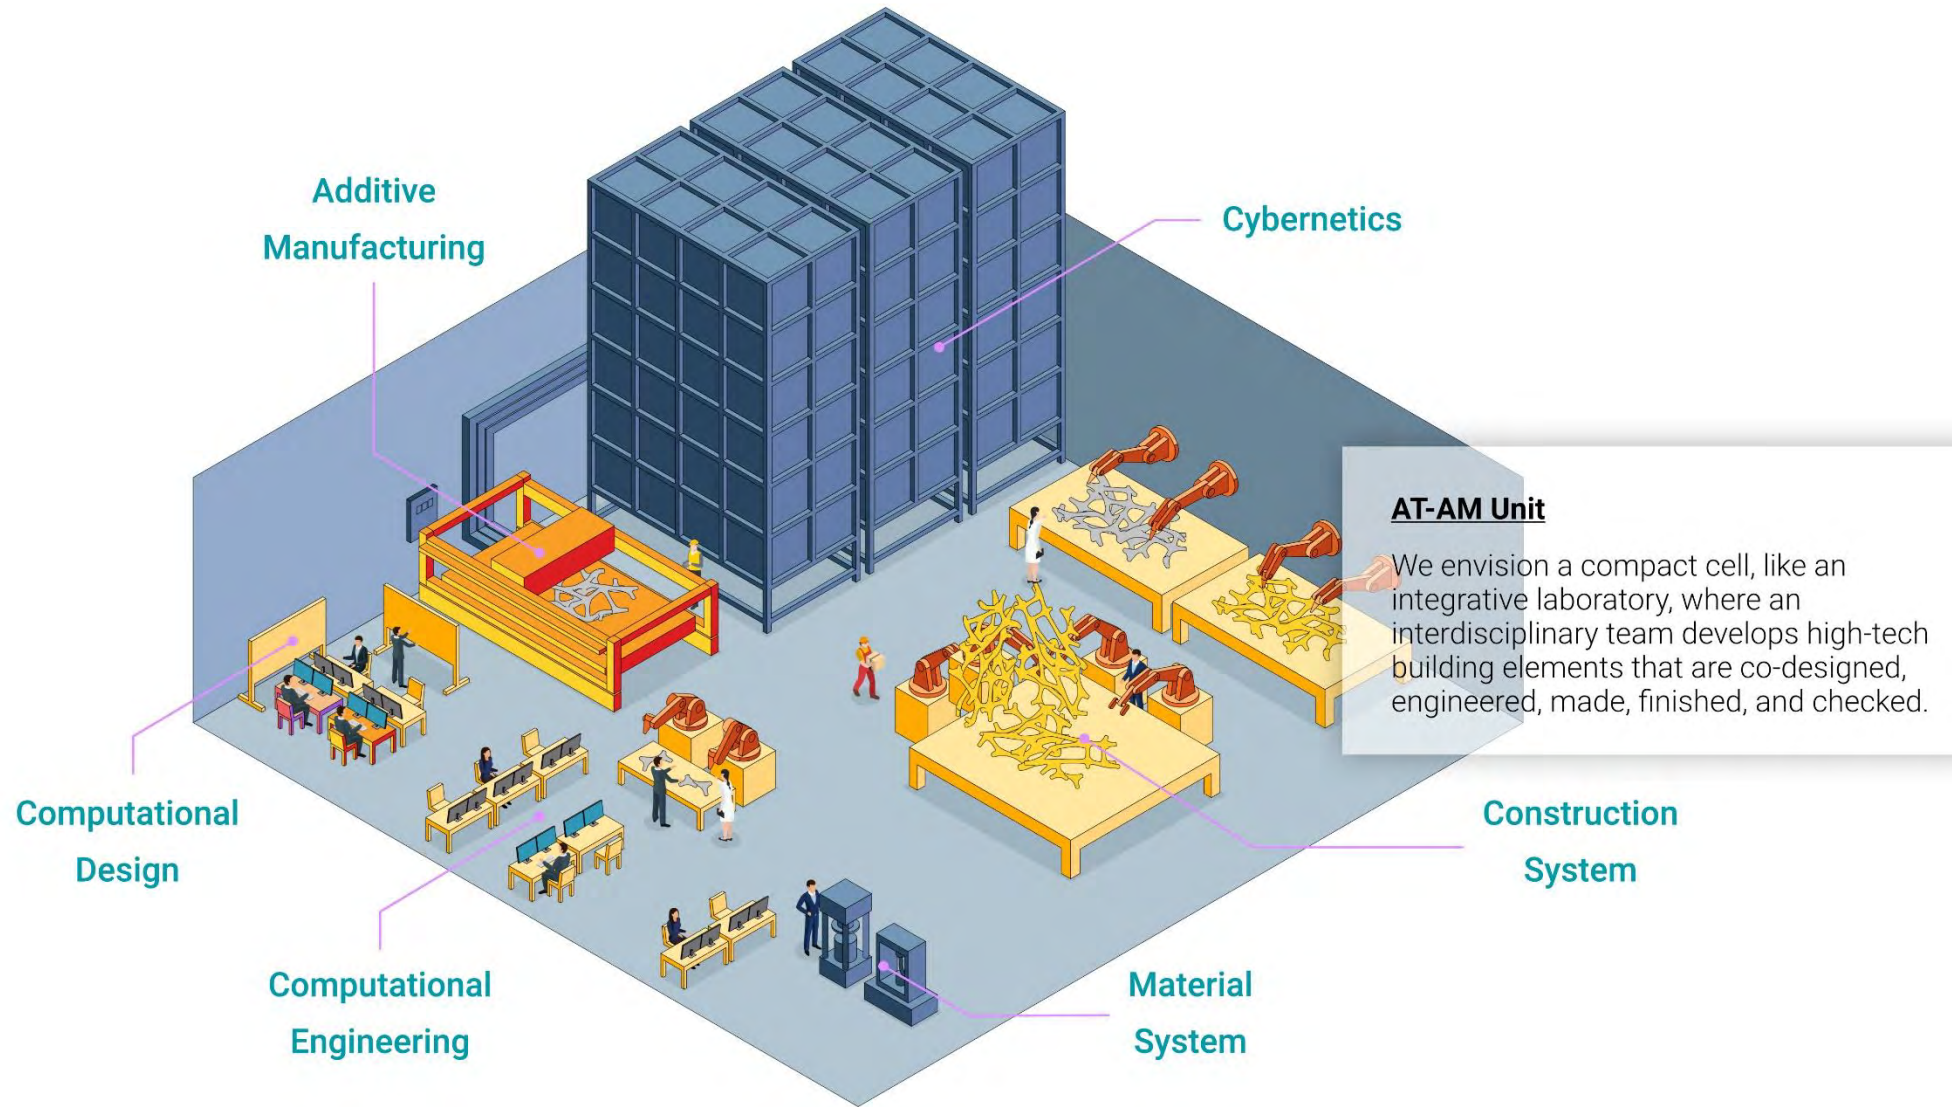 Additive
Manufacturing
Cybernetics
AT-AM Unit
We envision a compact cell, like an
integrative laboratory, where an
interdisciplinary team develops high-tech
building elements that are co-designed,
engineered, made, finished, and checked.
Computational
Design
Construction
System
Computational
Engineering
Material
System